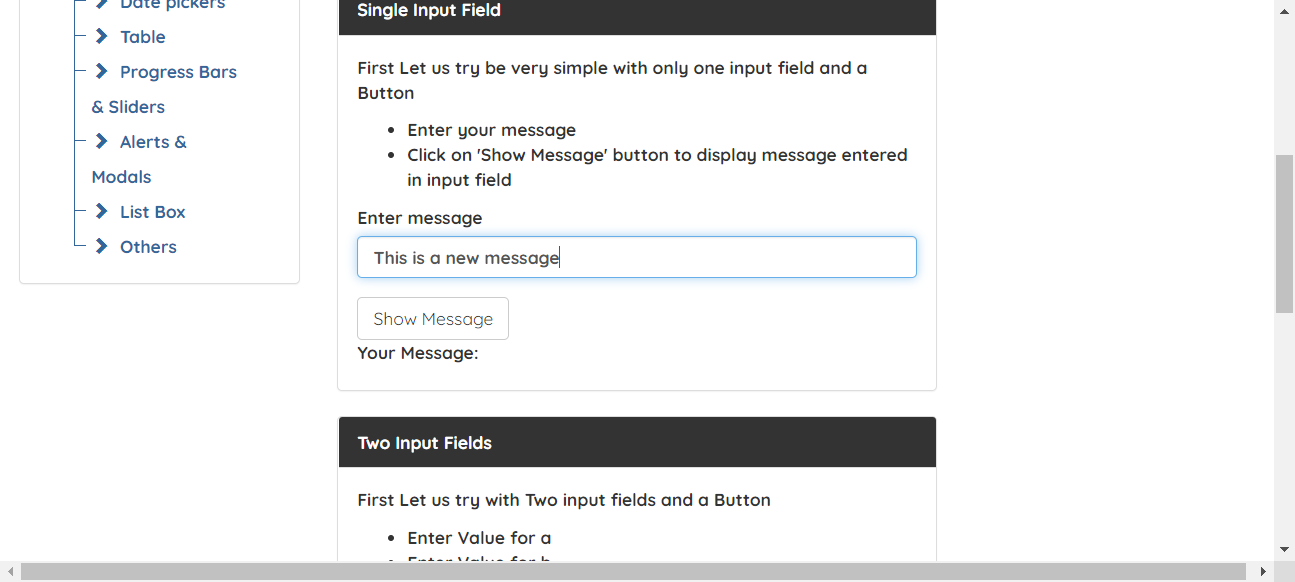 Date pickers
Table
Progress Bars
& Sliders
Alerts &
Modals
List Box
Others
Single Input Field
First Let us try be very simple with only one input field and a
Button
Enter your message
Click on 'Show Message' button to display message entered
in input field
Enter message
This is a new message
Show Message
Your Message:
Two Input Fields
First Let us try with Two input fields and a Button
Enter Value for a
Enter Value for b